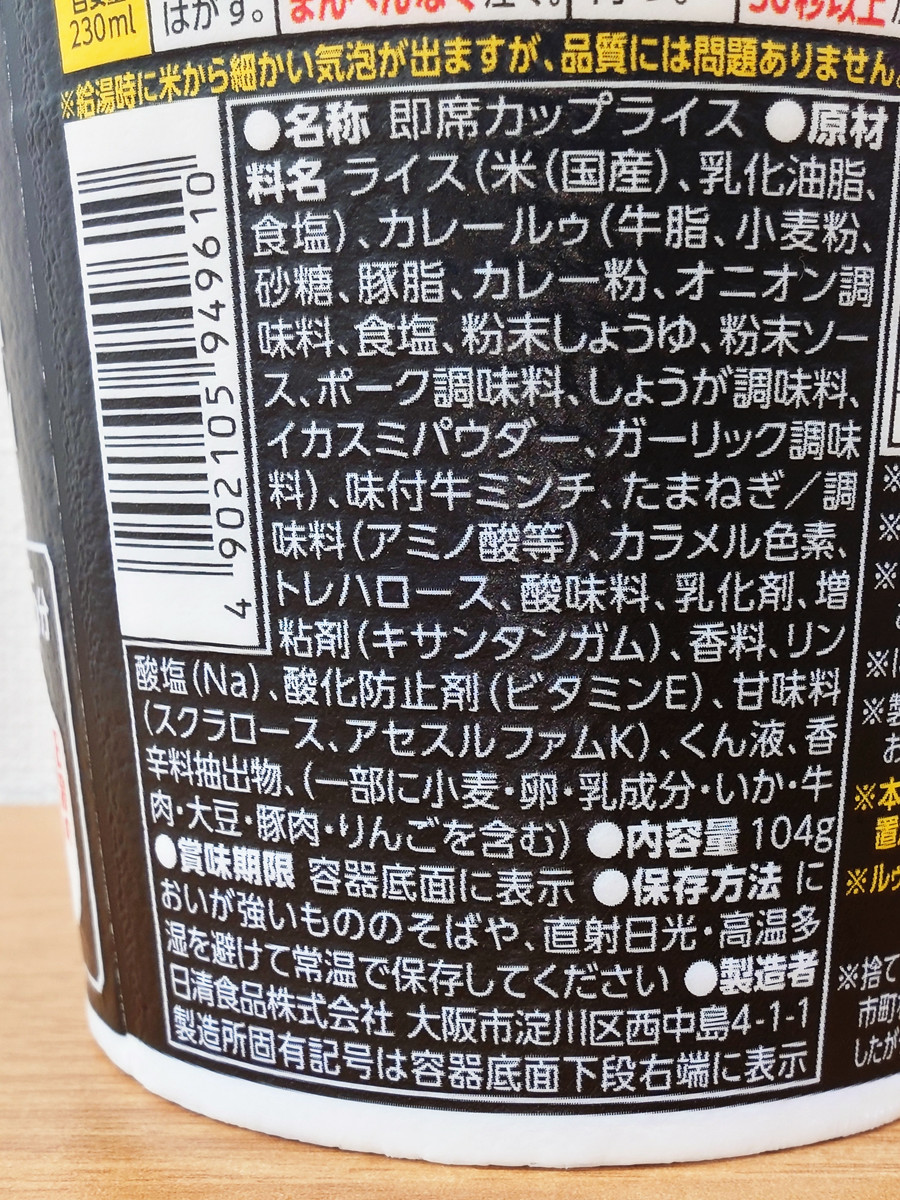 230ml
はがす。
※給湯時に米から細かい気泡が出ますが、品質には問題ありません。
●名称 即席カップライス ●原材
料名 ライス(米(国産)、乳化油脂、
食塩)、カレールゥ(牛脂、小麦粉、
砂糖、豚脂、カレー粉、オニオン調
味料、食塩、粉末しょうゆ、粉末ソー
ス、ポーク調味料、しょうが調味料、
イカスミパウダー、ガーリック調味
料)、味付牛ミンチ、たまねぎ/調
味料(アミノ酸等)、カラメル色素、
トレハロース、酸味料、乳化剤、増
粘剤(キサンタンガム)、香料、リン
酸塩(Na)、酸化防止剤(ビタミンE)、甘味料
(スクラロース、アセスルファムK)、くん液、香
辛料抽出物、(一部に小麦・卵・乳成分・いか・牛
肉・大豆・豚肉・りんごを含む) ●内容量 104g
●賞味期限 容器底面に表示 ●保存方法 に
おいが強いもののそばや、直射日光・高温多
湿を避けて常温で保存してください ●製造者
日清食品株式会社 大阪市淀川区西中島4-1-1
製造所固有記号は容器底面下段右端に表示
4 902105 949610
※捨て
市町
したが